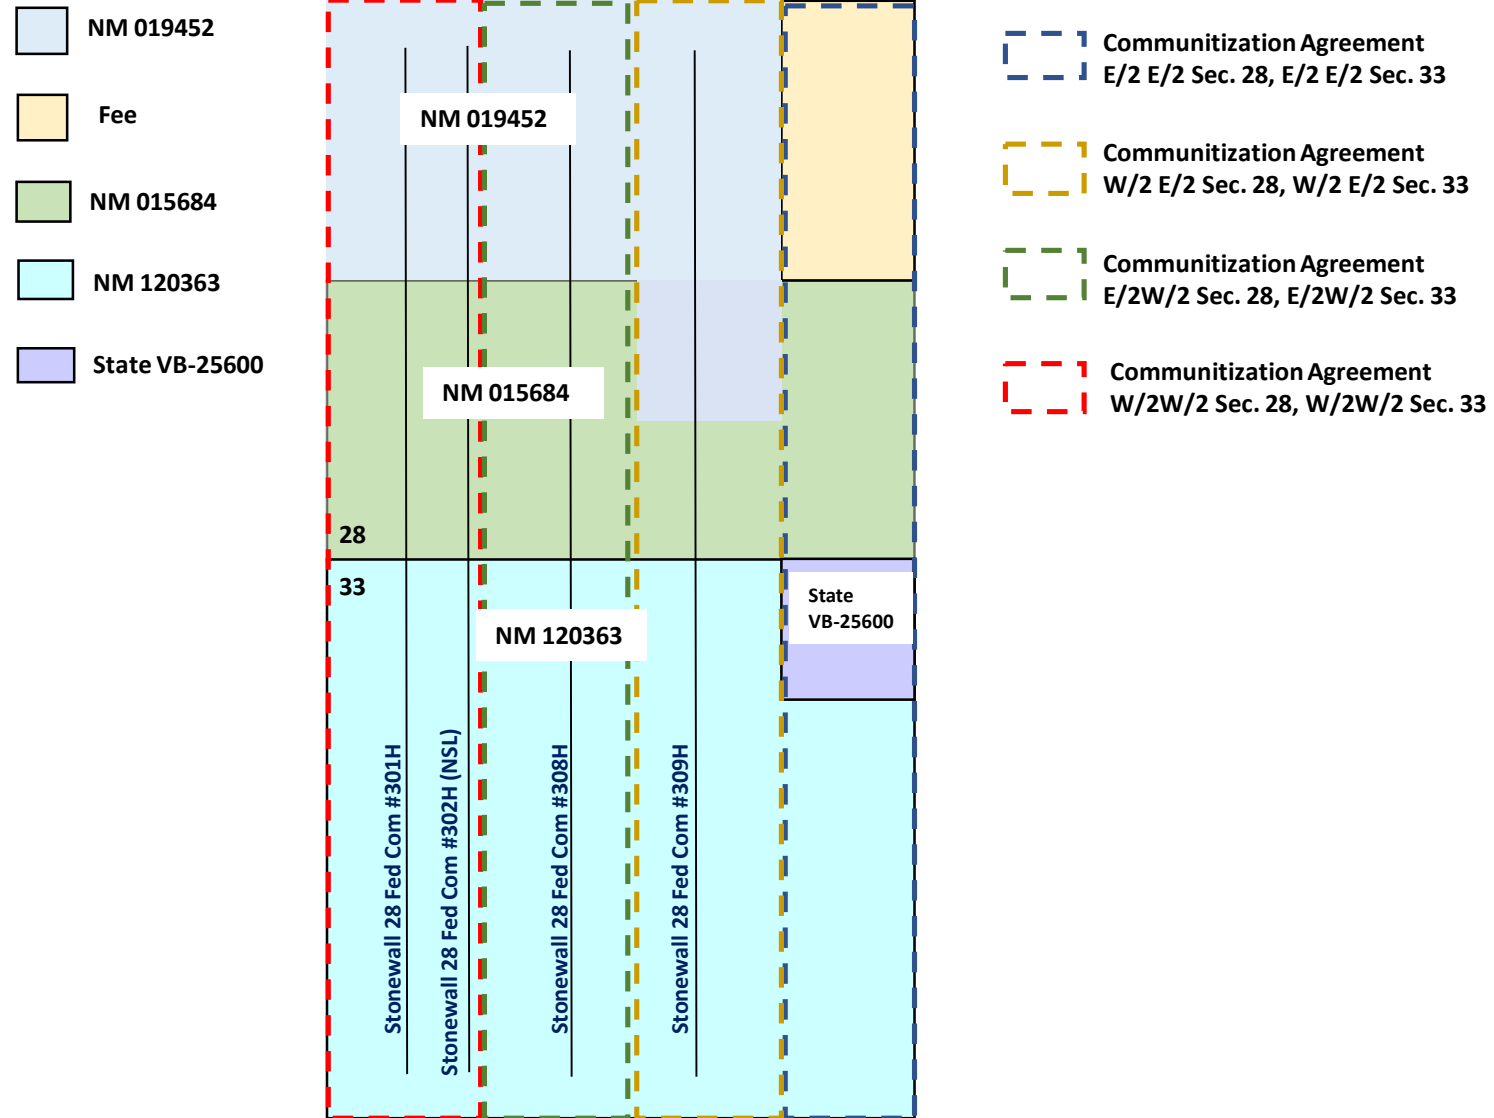 NM 019452
Fee
NM 015684
NM 120363
State VB-25600
NM 019452
NM 015684
28
33
State
VB-25600
NM 120363
Stonewall 28 Fed Com #301H
Stonewall 28 Fed Com #302H (NSL)
Stonewall 28 Fed Com #308H
Stonewall 28 Fed Com #309H
Communitization Agreement
E/2 E/2 Sec. 28, E/2 E/2 Sec. 33
Communitization Agreement
W/2 E/2 Sec. 28, W/2 E/2 Sec. 33
Communitization Agreement
E/2W/2 Sec. 28, E/2W/2 Sec. 33
Communitization Agreement
W/2W/2 Sec. 28, W/2W/2 Sec. 33